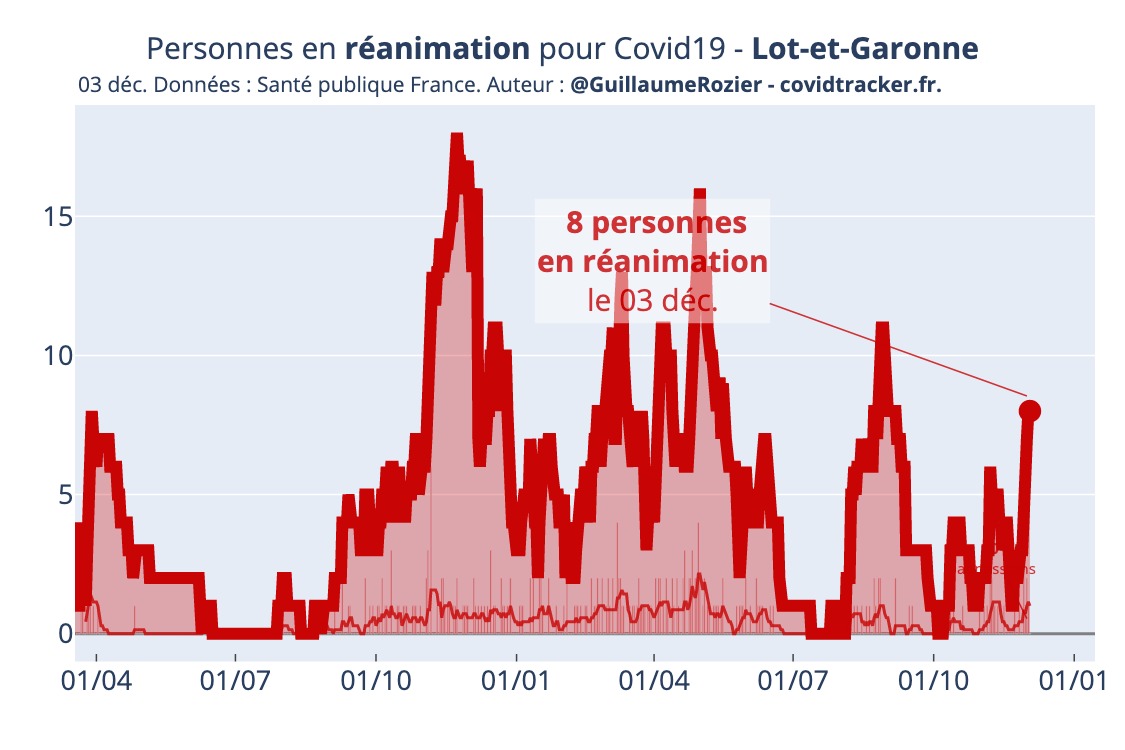 Personnes en réanimation pour Covid19 - Lot-et-Garonne
03 déc. Données : Santé publique France. Auteur : @GuillaumeRozier - covidtracker.fr.
15
10
5
0
8 personnes
en réanimation
le 03 déc.
01/04
01/07
01/10
01/01
01/04
01/07
01/10
01/01